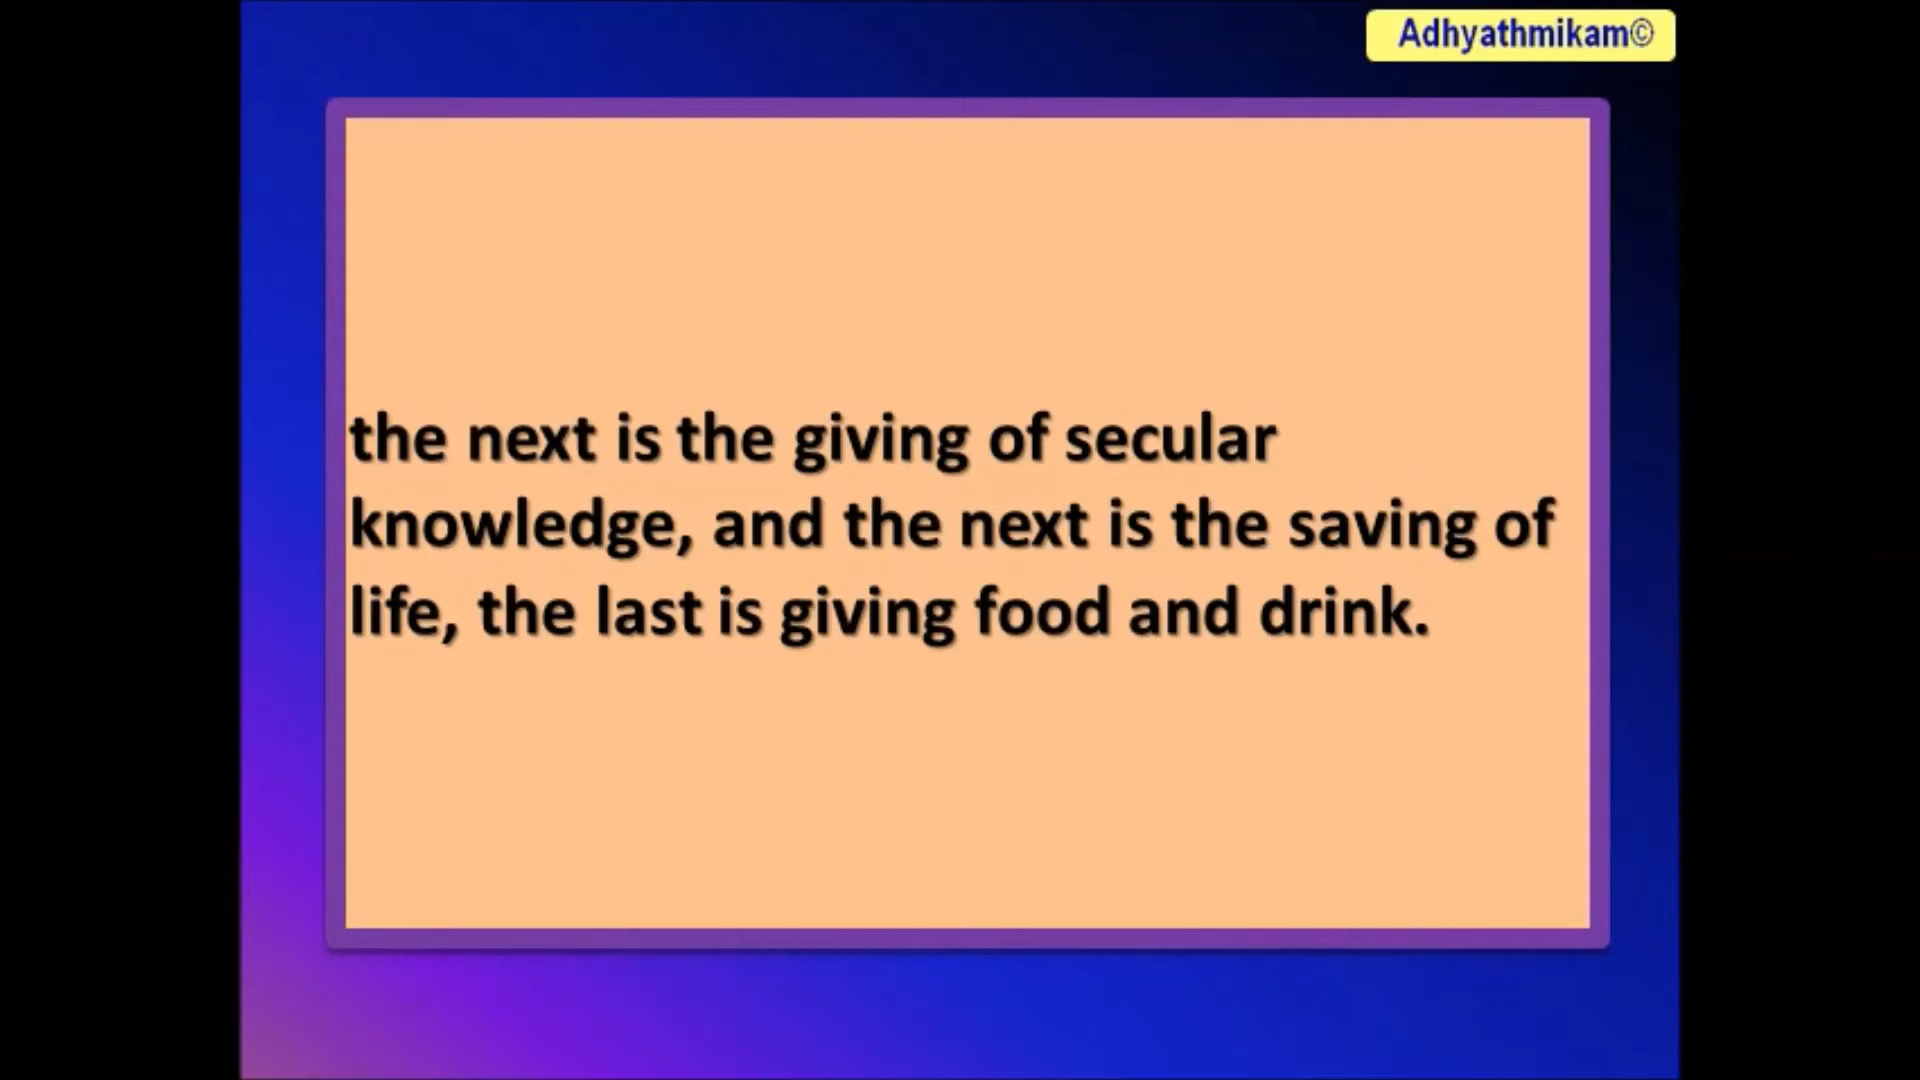 Adhyathmikam©
the next is the giving of secular
knowledge, and the next is the saving of
life, the last is giving food and drink.